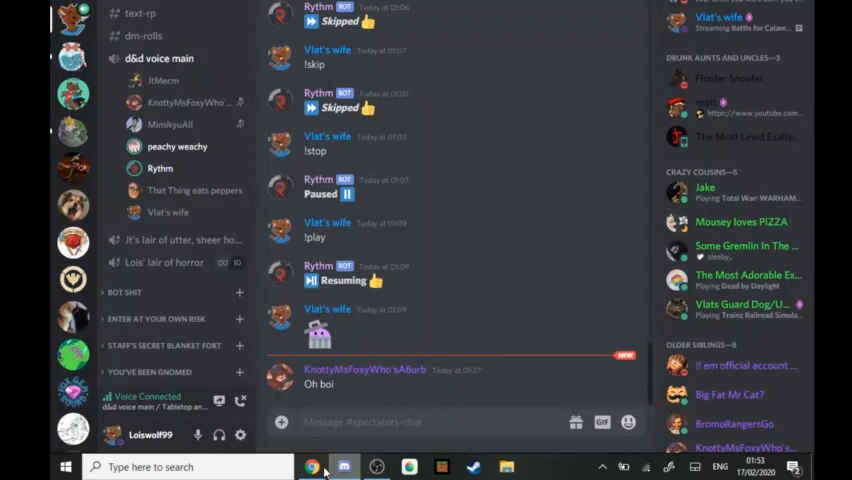 text-rp
dm-rolls
d&d voice main
JtMecm
KnottyMsFoxyWho'...
MimikyuAll
peachy weachy
Rythm
That Thing eats peppers
Vlat's wife
Jt's lair of utter, sheer ho...
Lois' lair of horror 00 10
BOT SHIT
ENTER AT YOUR OWN RISK
STAFF'S SECRET BLANKET FORT
YOU'VE BEEN GNOMED
Voice Connected
d&d voice main / Tabletop an...
Loiswolf99
Rythm BOT Today at 01:06
Skipped
Vlat's wife Today at 01:07
!skip
Rythm BOT Today at 01:07
Skipped
Vlat's wife Today at 01:07
!stop
Rythm BOT Today at 01:07
Paused
Vlat's wife Today at 01:09
!play
Rythm BOT Today at 01:09
Resuming
Vlat's wife Today at 01:09
NEW
KnottyMsFoxyWho'sABurb Today at 01:27
Oh boi
Message #spectators-chat
GIF
Vlat's wife
Streaming Battle for Calam...
DRUNK AUNTS AND UNCLES—3
Floofer Snoofer
matt
https://www.youtube.com...
The Most Lewd Exalte...
CRAZY COUSINS—5
Jake
Playing Total War: WARHAM...
Mousey loves PIZZA
Some Gremlin In The ...
sleeby,
The Most Adorable Ex...
Playing Dead by Daylight
Vlats Guard Dog/U...
Playing Trainz Railroad Simula...
OLDER SIBLINGS—8
!! em official account ...
Big Fat Mr Cat?
BromoRangersGo
KnottyMsFoxyWho's...
Type here to search
ENG
01:53
17/02/2020
2